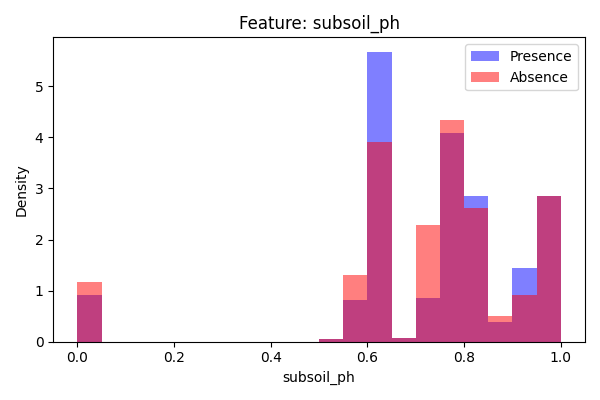 Feature: subsoil_ph
Presence
Absence
Density
5
4
3
2
1
0
0.0 0.2 0.4 0.6 0.8 1.0
subsoil_ph